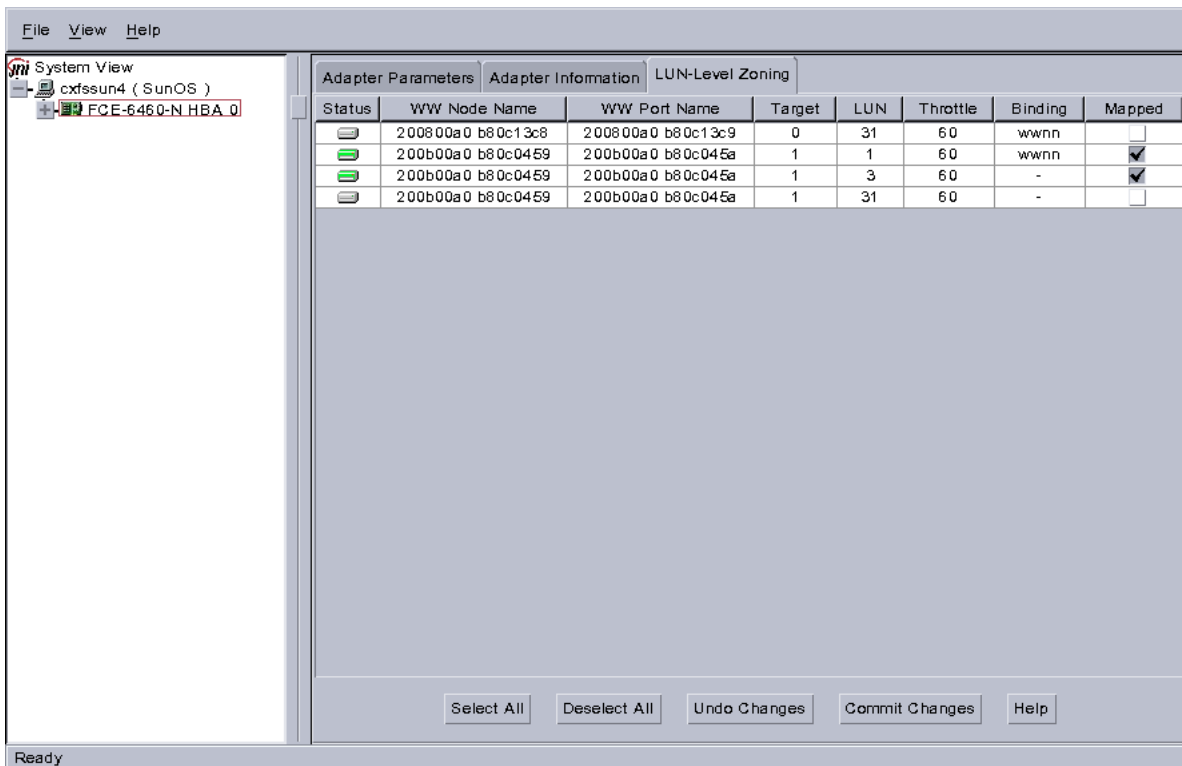 File View Help
jni System View
cxfssun4 ( SunOS )
FCE-6460-N HBA 0
Adapter Parameters Adapter Information LUN-Level Zoning
Status WW Node Name WW Port Name Target LUN Throttle Binding Mapped
200800a0 b80c13c8 200800a0 b80c13c9 0 31 60 wwnn
200b00a0 b80c0459 200b00a0 b80c045a 1 1 60 wwnn
200b00a0 b80c0459 200b00a0 b80c045a 1 3 60 -
200b00a0 b80c0459 200b00a0 b80c045a 1 31 60 -
Select All Deselect All Undo Changes Commit Changes Help
Ready